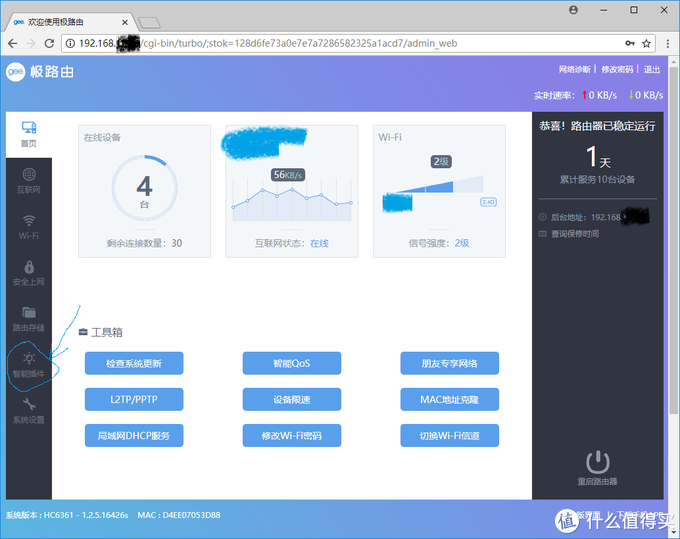 gee. 欢迎使用极路由
192.168.
/cgi-bin/turbo/;stok=128d6fe73a0e7e7a7286582325a1acd7/admin_web
gee. 极路由
网络诊断 | 修改密码 | 退出
实时速率： 0 KB/s 0 KB/s
首页
互联网
Wi-Fi
安全上网
路由存储
智能插件
系统设置
在线设备
4
台
剩余连接数量：30
56KB/s
互联网状态：在线
Wi-Fi
2级
2.4G
信号强度：2级
工具箱
检查系统更新
智能QoS
朋友专享网络
L2TP/PPTP
设备限速
MAC地址克隆
局域网DHCP服务
修改Wi-Fi密码
切换Wi-Fi信道
恭喜！路由器已稳定运行
1天
累计服务10台设备
后台地址：192.168.
查询保修时间
重启路由器
系统版本：HC6361 - 1.2.5.16426s MAC：D4EE07053D88
值 什么值得买